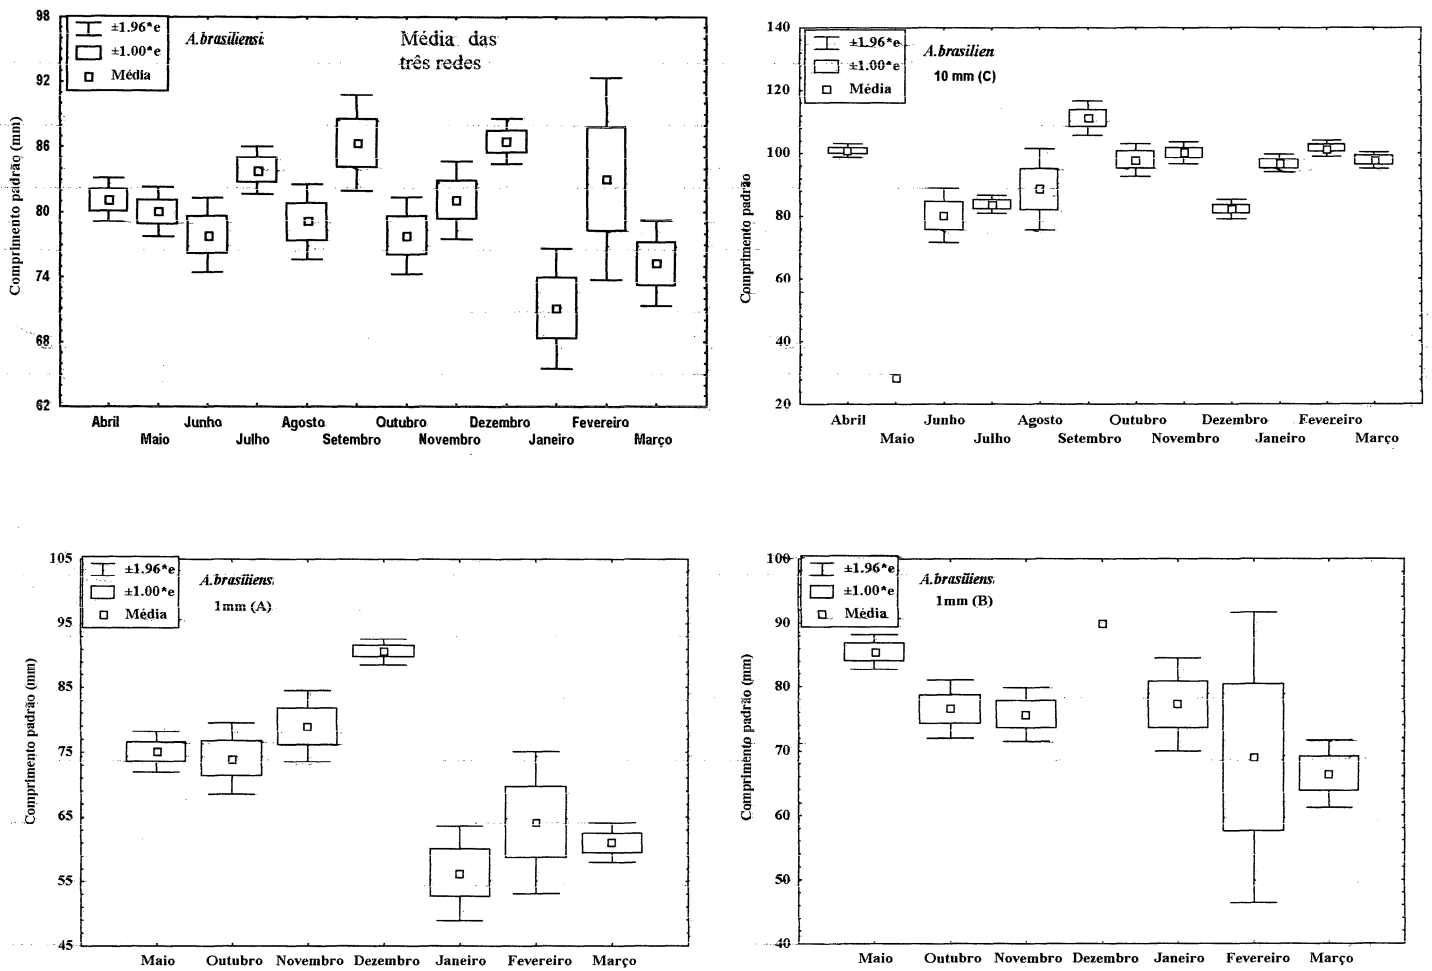 98
92
86
80
74
68
62
Comprimento padrão (mm)
±1.96*e
±1.00*e
Média
A.brasiliensi
Média das
três redes
Abril
Maio
Junho
Julho
Agosto
Setembro
Outubro
Novembro
Dezembro
Janeiro
Fevereiro
Março
140
120
100
80
60
40
20
Comprimento padrão
±1.96*e
±1.00*e
Média
A.brasilien
10 mm (C)
Abril
Maio
Junho
Julho
Agosto
Setembro
Outubro
Novembro
Dezembro
Janeiro
Fevereiro
Março
105
95
85
75
65
55
45
Comprimento padrão (mm)
±1.96*e
±1.00*e
Média
A.brasiliens
1mm (A)
Maio
Outubro
Novembro
Dezembro
Janeiro
Fevereiro
Março
100
90
80
70
60
50
40
Comprimento padrão (mm)
±1.96*e
±1.00*e
Média
A.brasiliens
1mm (B)
Maio
Outubro
Novembro
Dezembro
Janeiro
Fevereiro
Março